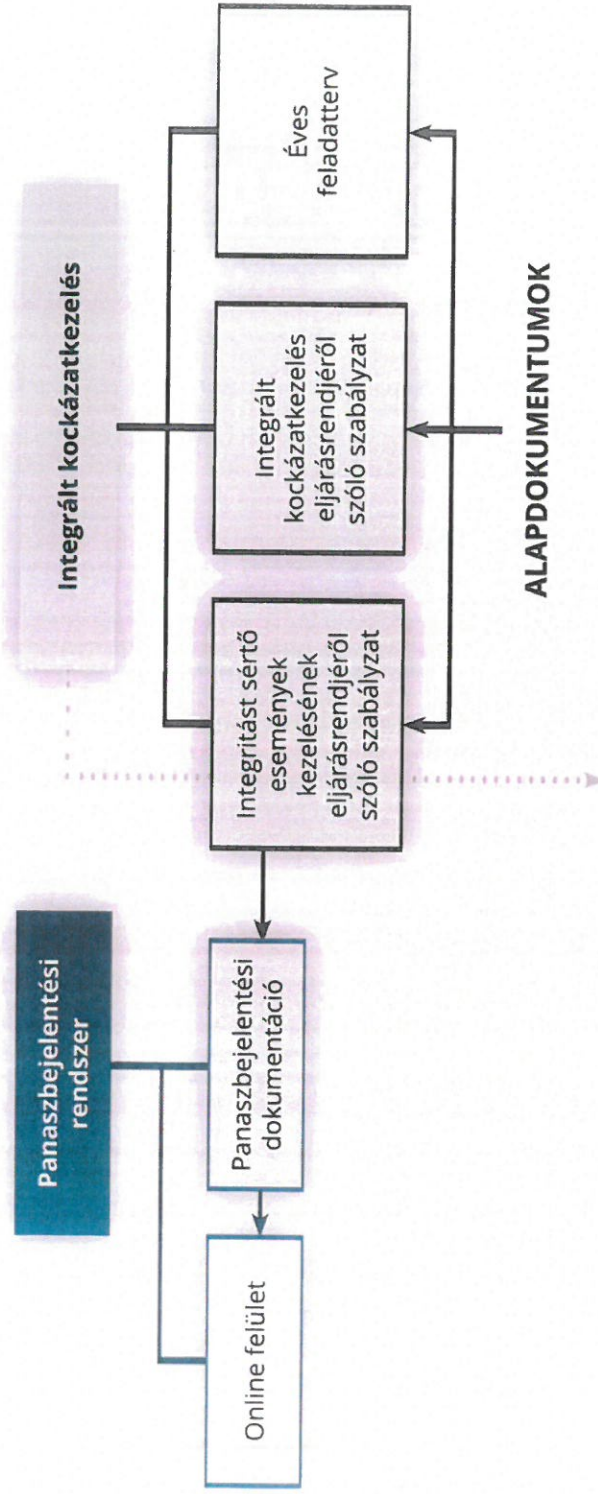 Panaszbejelentési
rendszer
Integrált kockázatkezelés
Online felület
Panaszbejelentési
dokumentáció
Integritást sértő
események
kezelésének
eljárásrendjéről
szóló szabályzat
Integrált
kockázatkezelés
eljárásrendjéről
szóló szabályzat
Éves
feladatterv
ALAPDOKUMENTUMOK